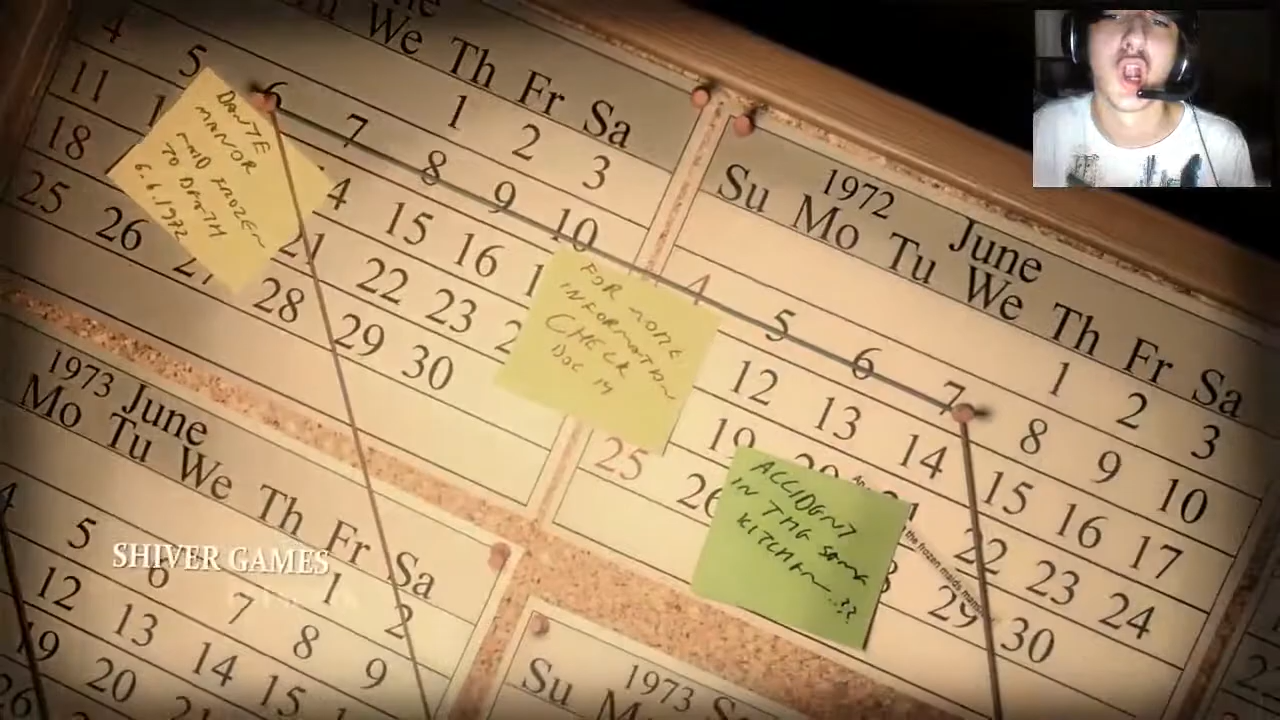 We Th Fr Sa
1 2 3
4 5 6 7 8 9 10
11 14 15 16
18 21 22 23
25 26 27 28 29 30
DANTE
MANOR
MAID FROZEN
TO DEATH
6.6.1972
FOR MORE
INFORMATION
CHECK
DOC 14
1972 June
Su Mo Tu We Th Fr Sa
1 2 3
4 5 6 7 8 9 10
12 13 14 15 16 17
19 22 23 24
25 26 29 30
ACCIDENT
IN THE SAME
KITCHEN...??
the frozen maids
1973 June
Mo Tu We Th Fr Sa
1 2
4 5 6 7 8 9
12 13 14 15
19 20
26
SHIVER GAMES
1973
Su Mo